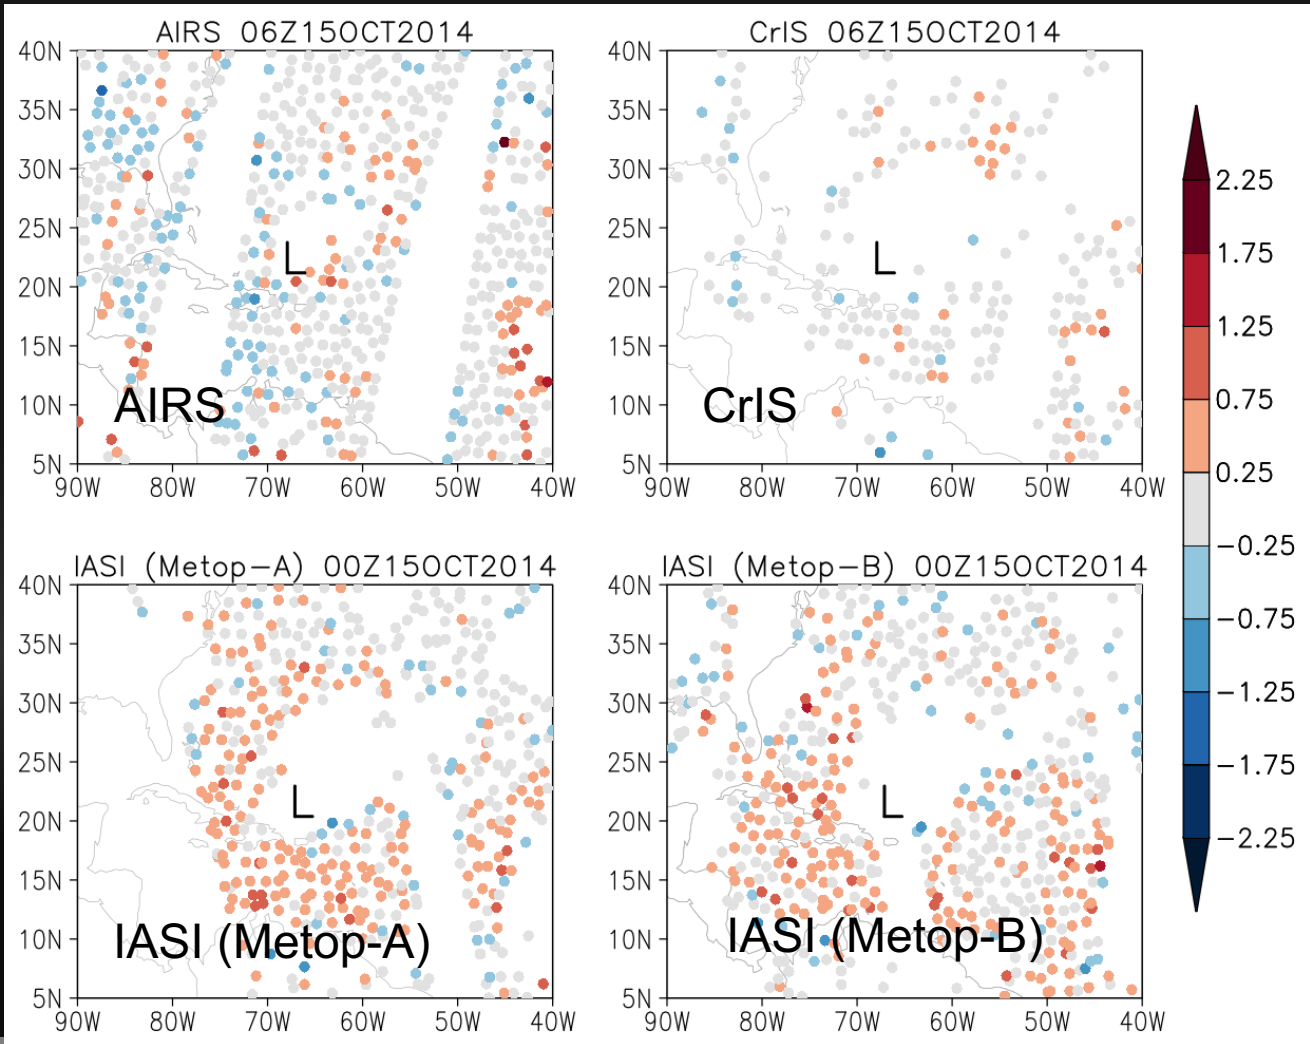 AIRS 06Z15OCT2014
40N
35N
30N
25N
20N
15N
10N
5N
L
AIRS
90W 80W 70W 60W 50W 40W
CrIS 06Z15OCT2014
40N
35N
30N
25N
20N
15N
10N
5N
L
CrIS
90W 80W 70W 60W 50W 40W
IASI (Metop-A) 00Z15OCT2014
40N
35N
30N
25N
20N
15N
10N
5N
L
IASI (Metop-A)
90W 80W 70W 60W 50W 40W
IASI (Metop-B) 00Z15OCT2014
40N
35N
30N
25N
20N
15N
10N
5N
L
IASI (Metop-B)
90W 80W 70W 60W 50W 40W
2.25
1.75
1.25
0.75
0.25
-0.25
-0.75
-1.25
-1.75
-2.25